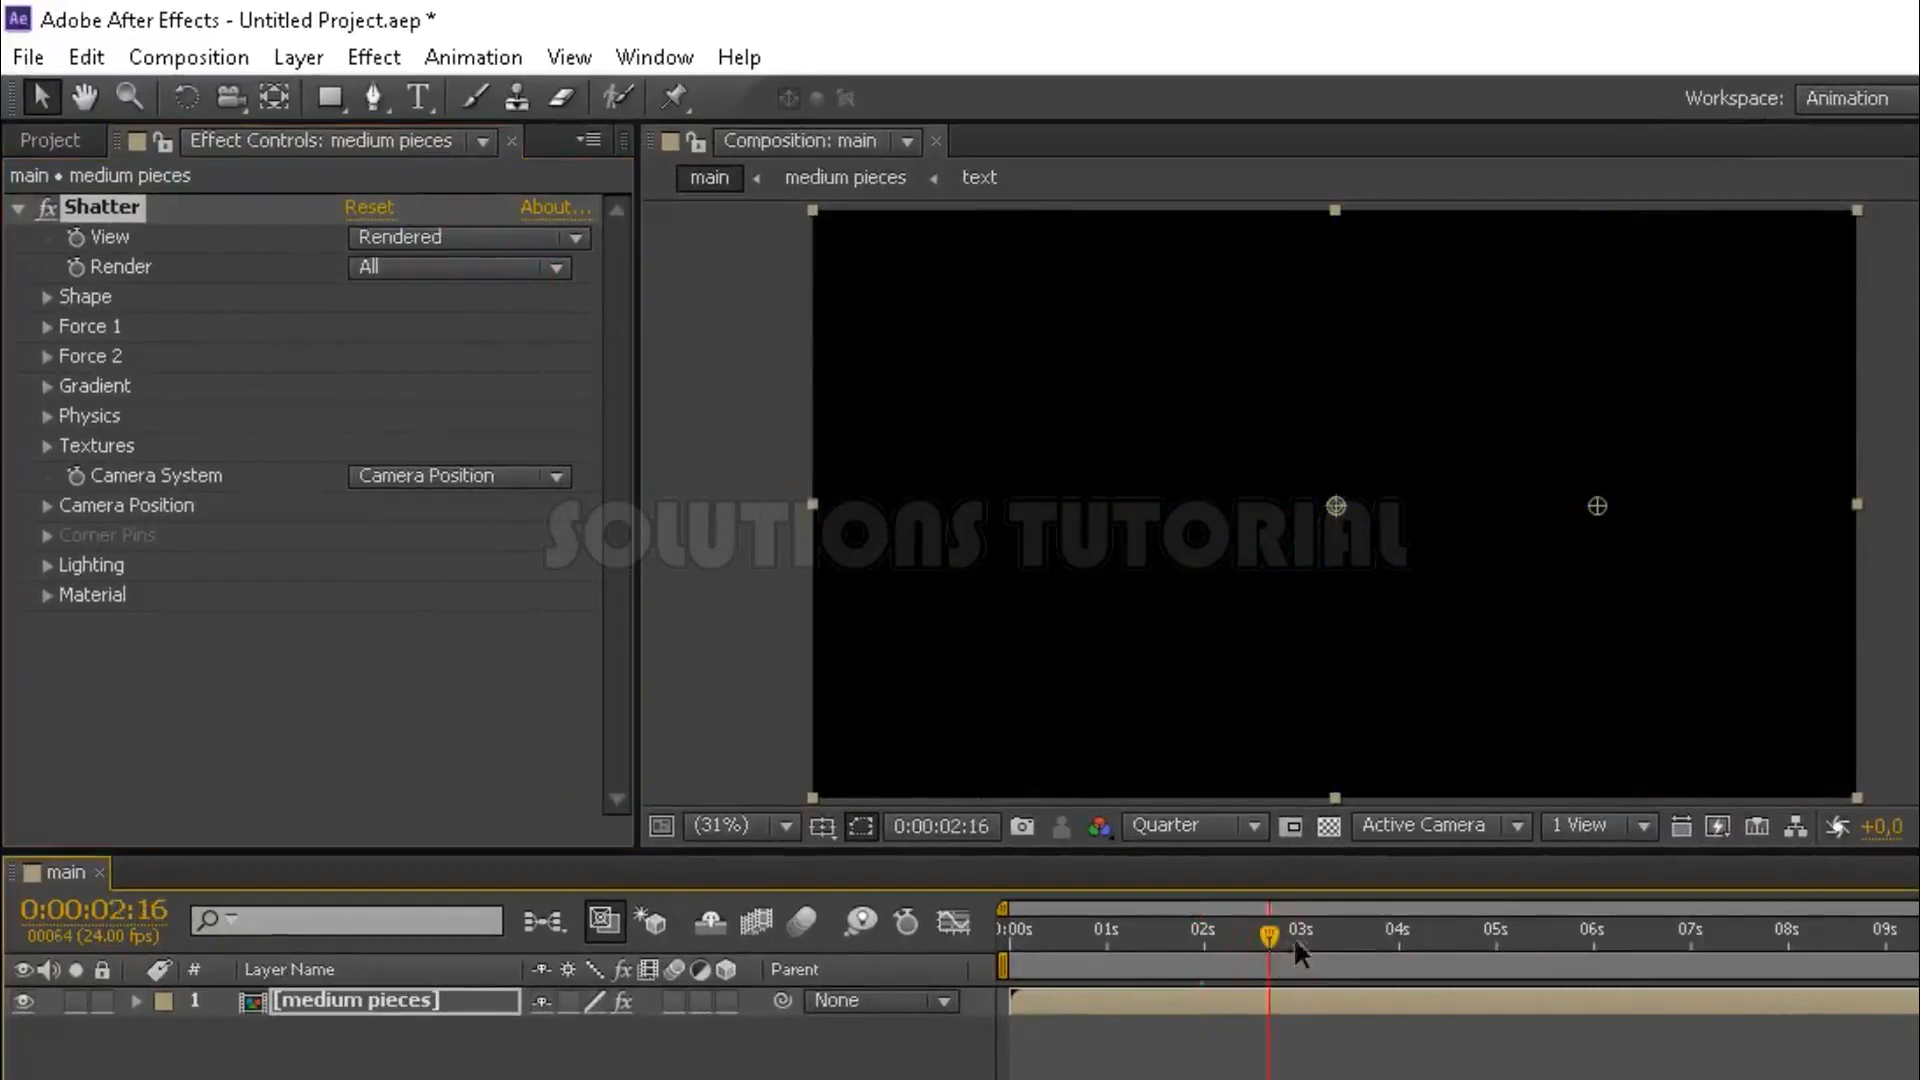 Ae Adobe After Effects - Untitled Project.aep *
File Edit Composition Layer Effect Animation View Window Help
Workspace: Animation
Project Effect Controls: medium pieces Composition: main
main • medium pieces
main medium pieces text
fx Shatter Reset About...
View Rendered
Render All
Shape
Force 1
Force 2
Gradient
Physics
Textures
Camera System Camera Position
Camera Position
Corner Pins
Lighting
Material
SOLUTIONS TUTORIAL
(31%) 0:00:02:16 Quarter Active Camera 1 View +0,0
main
0:00:02:16
00064 (24.00 fps)
):00s 01s 02s 03s 04s 05s 06s 07s 08s 09s
# Layer Name fx Parent
1 [medium pieces] fx None